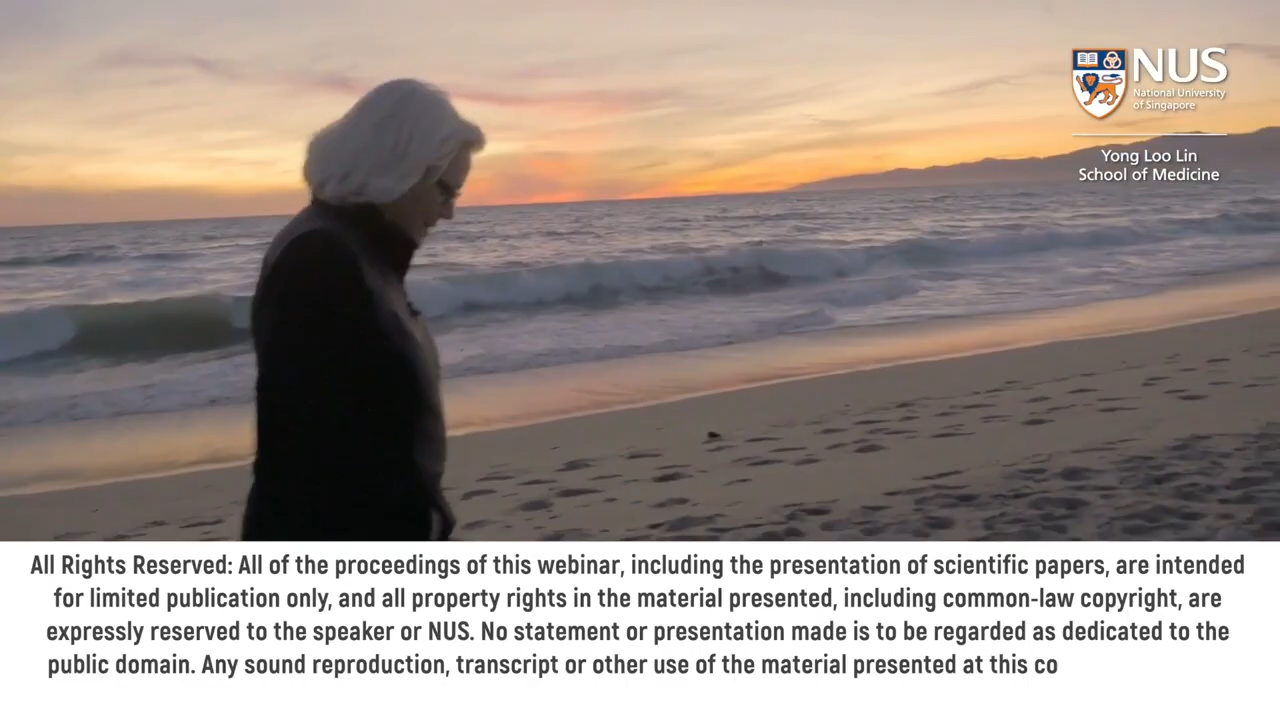 NUS
National University
of Singapore
Yong Loo Lin
School of Medicine
All Rights Reserved: All of the proceedings of this webinar, including the presentation of scientific papers, are intended
for limited publication only, and all property rights in the material presented, including common-law copyright, are
expressly reserved to the speaker or NUS. No statement or presentation made is to be regarded as dedicated to the
public domain. Any sound reproduction, transcript or other use of the material presented at this co